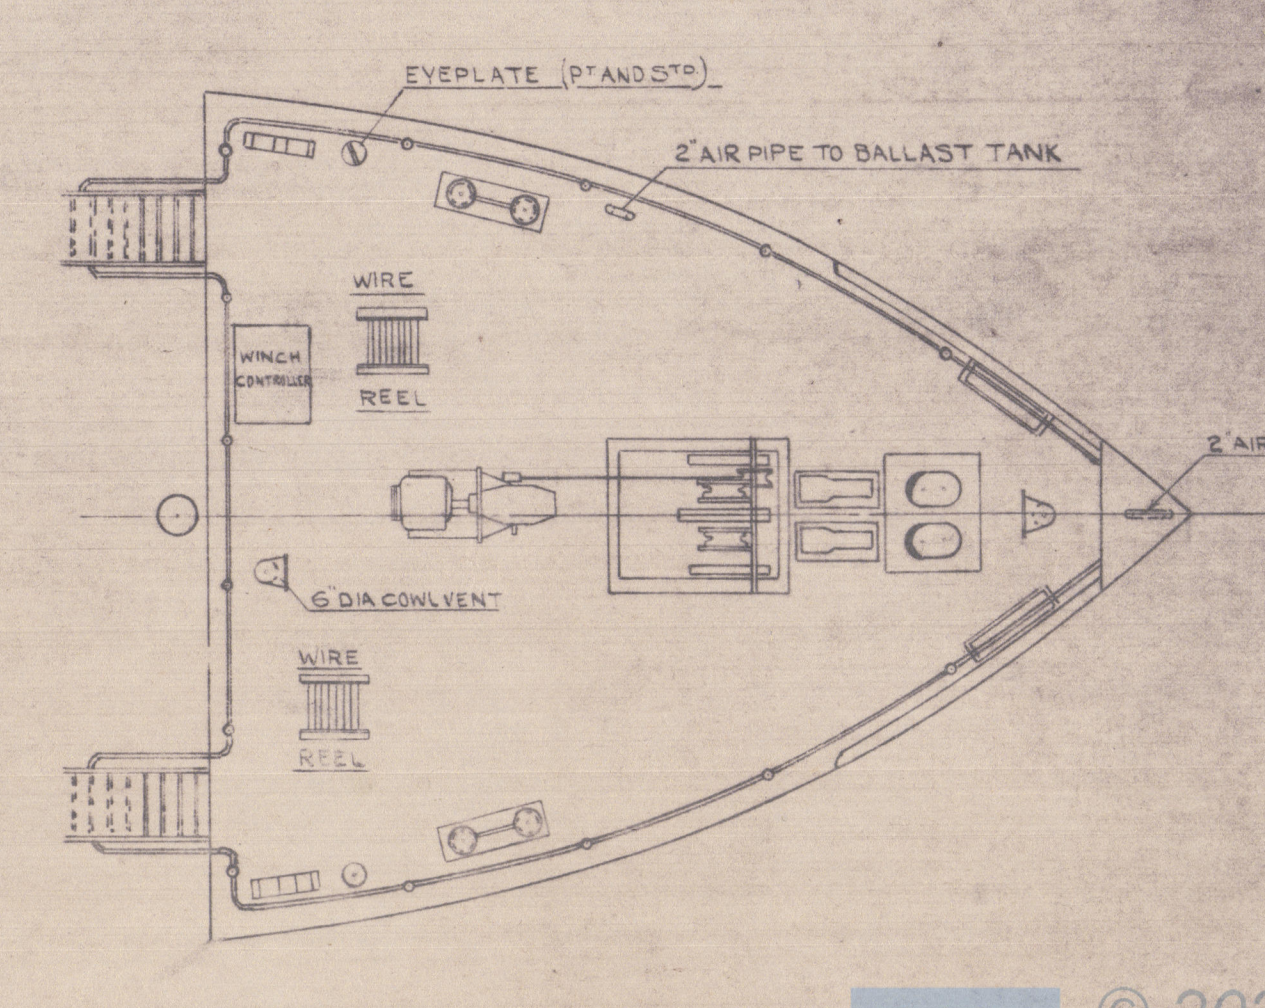 EYEPLATE (PT AND STD.)
2" AIR PIPE TO BALLAST TANK
WIRE
REEL
WINCH
CONTROLLER
2" AIR
6" DIA COWL VENT
WIRE
REEL